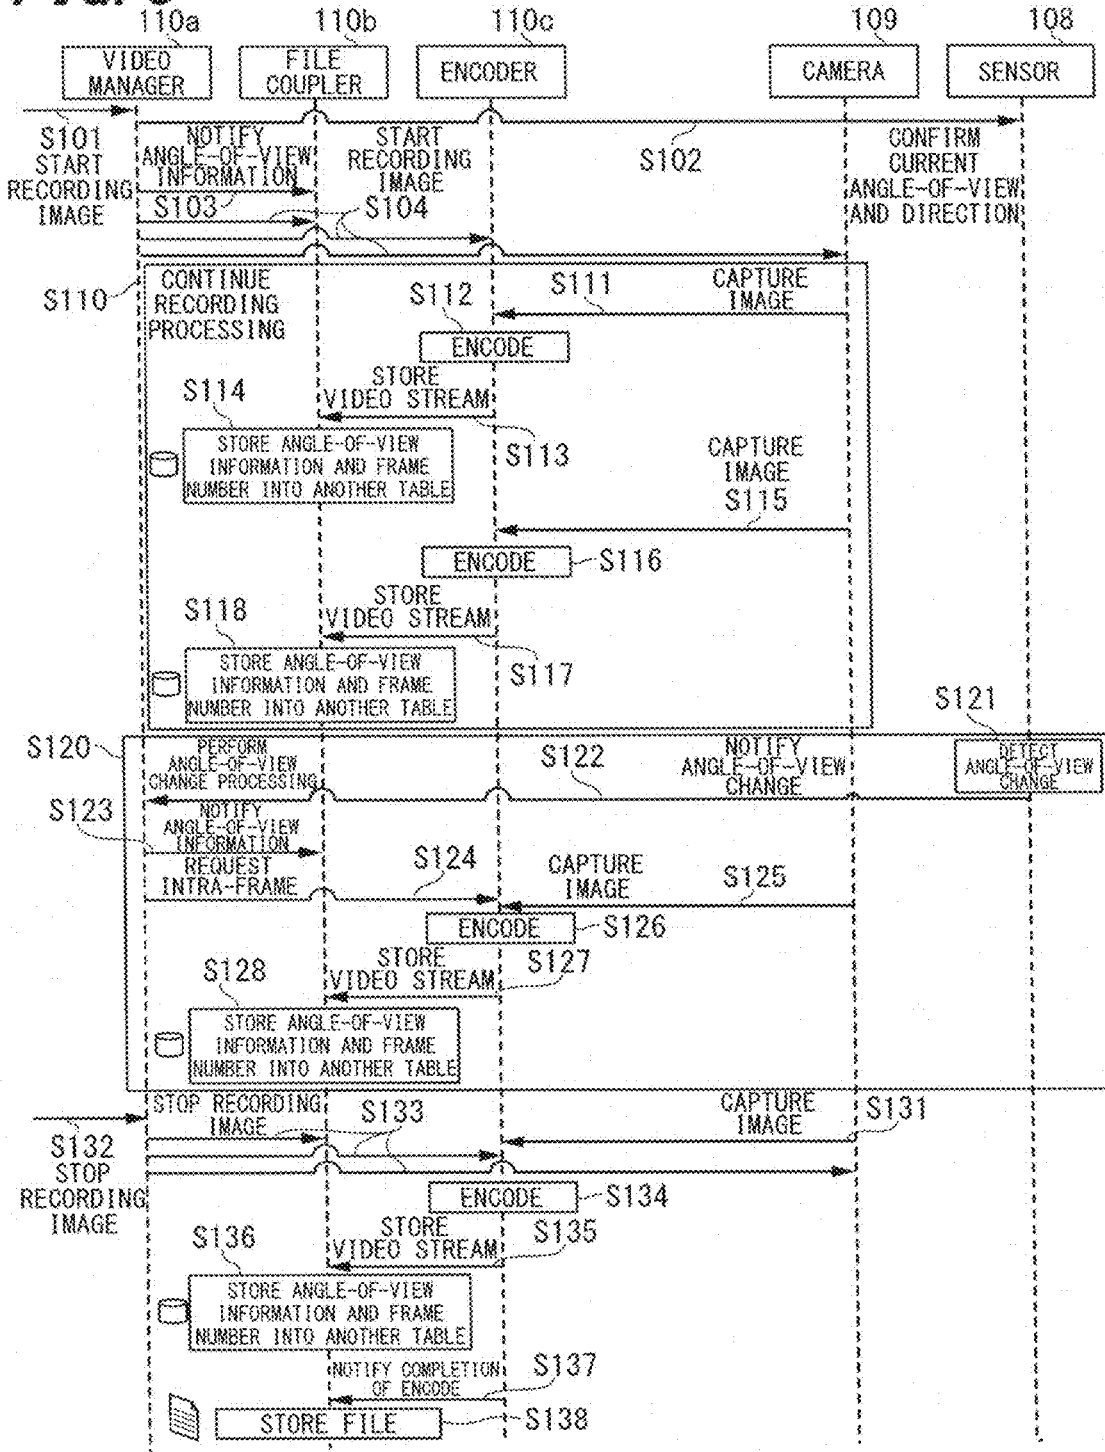 110a
110b
110c
109
108
VIDEO
MANAGER
FILE
COUPLER
ENCODER
CAMERA
SENSOR
S101
START
RECORDING
IMAGE
NOTIFY
ANGLE-OF-VIEW
INFORMATION
S103
START
RECORDING
IMAGE
S104
S102
CONFIRM
CURRENT
ANGLE-OF-VIEW
AND DIRECTION
S110
CONTINUE
RECORDING
PROCESSING
S112
S111
CAPTURE
IMAGE
ENCODE
S114
STORE
VIDEO STREAM
S113
STORE ANGLE-OF-VIEW
INFORMATION AND FRAME
NUMBER INTO ANOTHER TABLE
CAPTURE
IMAGE
S115
ENCODE
S116
S118
STORE
VIDEO STREAM
S117
STORE ANGLE-OF-VIEW
INFORMATION AND FRAME
NUMBER INTO ANOTHER TABLE
S121
S120
PERFORM
ANGLE-OF-VIEW
CHANGE PROCESSING
S122
NOTIFY
ANGLE-OF-VIEW
CHANGE
DETECT
ANGLE-OF-VIEW
CHANGE
S123
NOTIFY
ANGLE-OF-VIEW
INFORMATION
REQUEST
INTRA-FRAME
S124
CAPTURE
IMAGE
S125
ENCODE
S126
S128
STORE
VIDEO STREAM
S127
STORE ANGLE-OF-VIEW
INFORMATION AND FRAME
NUMBER INTO ANOTHER TABLE
STOP RECORDING
IMAGE
S133
CAPTURE
IMAGE
S131
S132
STOP
RECORDING
IMAGE
ENCODE
S134
S136
STORE
VIDEO STREAM
S135
STORE ANGLE-OF-VIEW
INFORMATION AND FRAME
NUMBER INTO ANOTHER TABLE
NOTIFY COMPLETION
OF ENCODE
S137
STORE FILE
S138